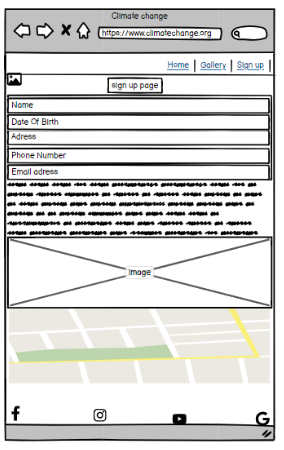 Climate change
https://www.climatechange.org
Home | Gallery | Sign up |
sign up page
Name
Date Of Birth
Adress
Phone Number
Email adress
Image